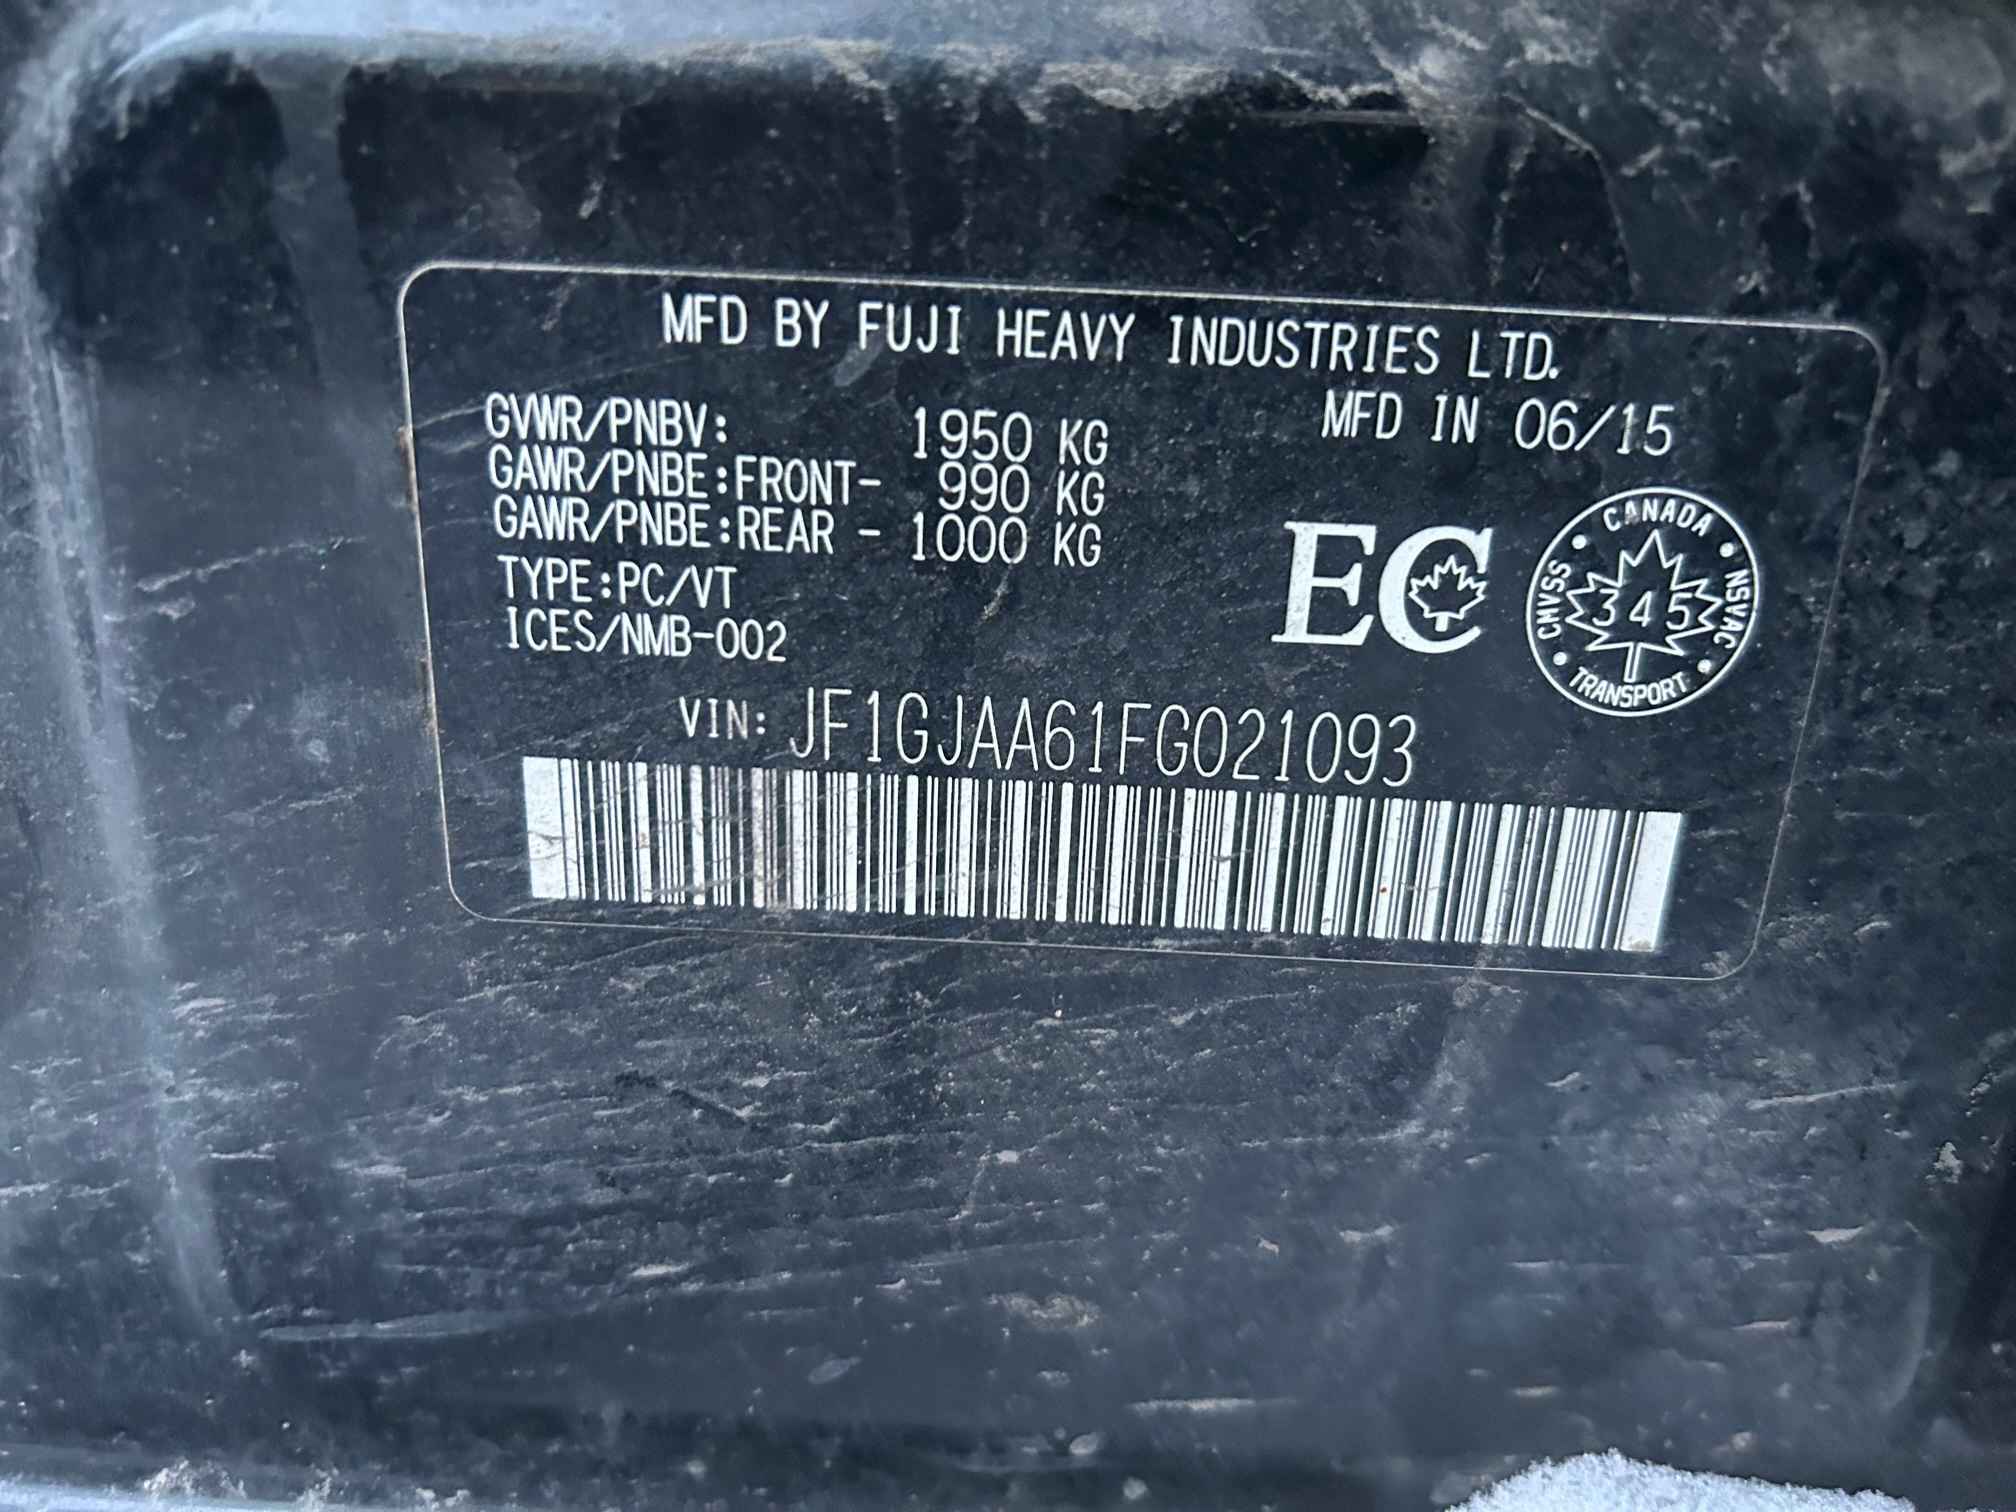 MFD BY FUJI HEAVY INDUSTRIES LTD.
MFD IN 06/15
GVWR/PNBV: 1950 KG
GAWR/PNBE:FRONT- 990 KG
GAWR/PNBE:REAR - 1000 KG
TYPE:PC/VT
ICES/NMB-002
EC
CANADA
CMVSS
345
NSVAC
TRANSPORT
VIN: JF1GJAA61FG021093